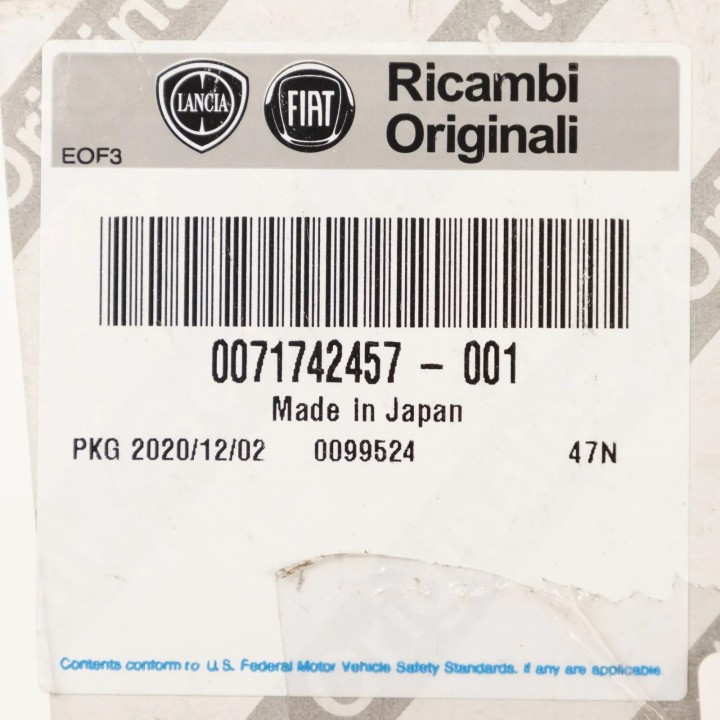 LANCIA FIAT Ricambi
Originali
EOF3
0071742457 - 001
Made in Japan
PKG 2020/12/02 0099524 47N
Contents conform to U.S. Federal Motor Vehicle Safety Standards. if any are applicable